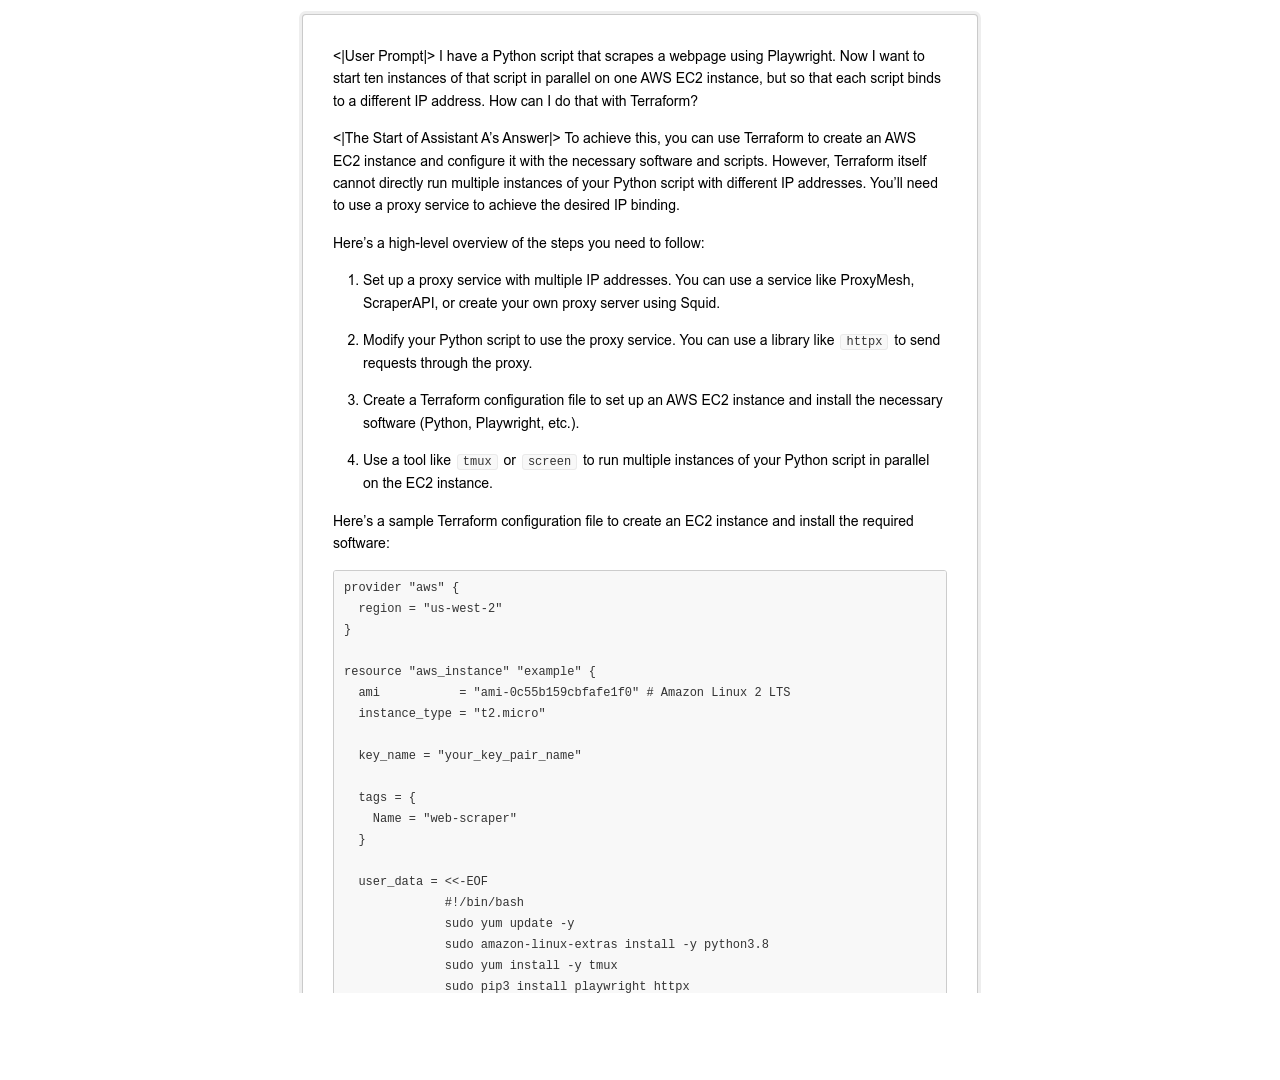 <|User Prompt|> I have a Python script that scrapes a webpage using Playwright. Now I want to
start ten instances of that script in parallel on one AWS EC2 instance, but so that each script binds
to a different IP address. How can I do that with Terraform?
<|The Start of Assistant A’s Answer|> To achieve this, you can use Terraform to create an AWS
EC2 instance and configure it with the necessary software and scripts. However, Terraform itself
cannot directly run multiple instances of your Python script with different IP addresses. You’ll need
to use a proxy service to achieve the desired IP binding.
Here’s a high-level overview of the steps you need to follow:
1. Set up a proxy service with multiple IP addresses. You can use a service like ProxyMesh,
ScraperAPI, or create your own proxy server using Squid.
2. Modify your Python script to use the proxy service. You can use a library like httpx to send
requests through the proxy.
3. Create a Terraform configuration file to set up an AWS EC2 instance and install the necessary
software (Python, Playwright, etc.).
4. Use a tool like tmux or screen to run multiple instances of your Python script in parallel
on the EC2 instance.
Here’s a sample Terraform configuration file to create an EC2 instance and install the required
software:
provider "aws" {
  region = "us-west-2"
}
resource "aws_instance" "example" {
  ami           = "ami-0c55b159cbfafe1f0" # Amazon Linux 2 LTS
  instance_type = "t2.micro"
  key_name = "your_key_pair_name"
  tags = {
    Name = "web-scraper"
  }
  user_data = <<-EOF
              #!/bin/bash
              sudo yum update -y
              sudo amazon-linux-extras install -y python3.8
              sudo yum install -y tmux
              sudo pip3 install playwright httpx